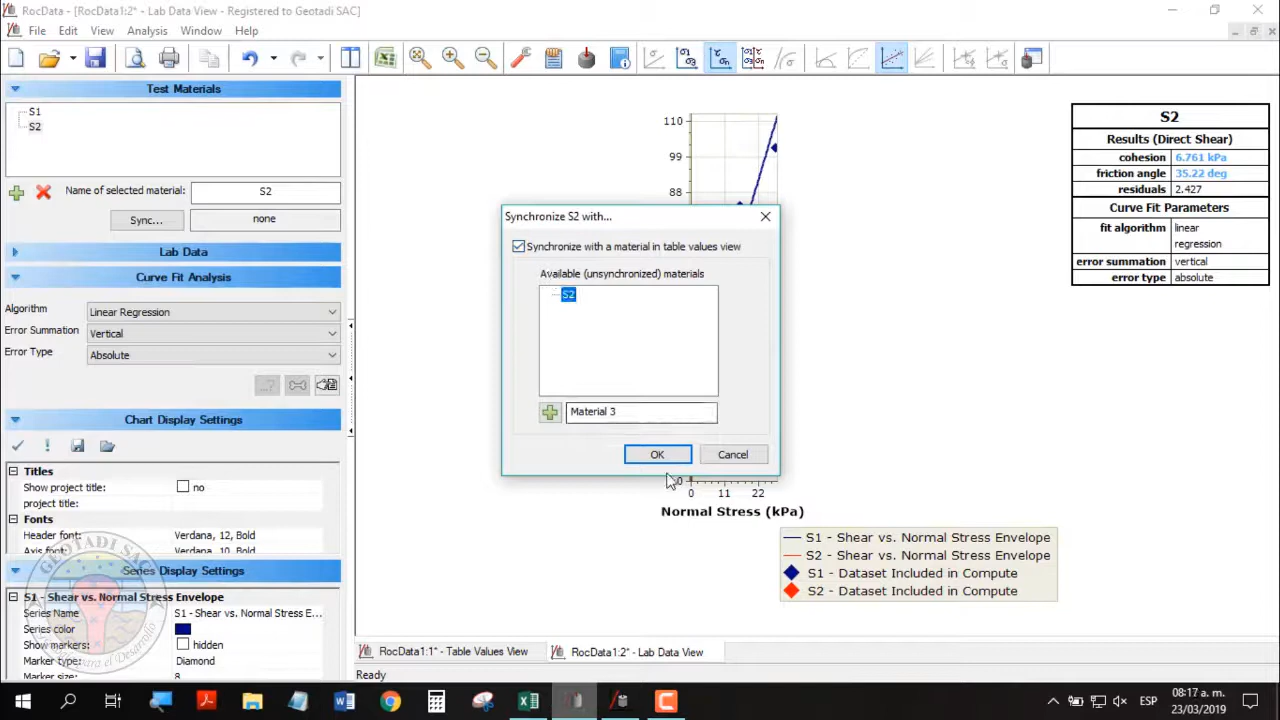 RocData - [RocData1:2* - Lab Data View - Registered to Geotadi SAC]
File Edit View Analysis Window Help
Test Materials
S1
S2
Name of selected material: S2
Sync... none
Lab Data
Curve Fit Analysis
Algorithm Linear Regression
Error Summation Vertical
Error Type Absolute
Chart Display Settings
Titles
Show project title: no
project title:
Fonts
Header font: Verdana, 12, Bold
Axis font: Verdana, 10, Bold
Series Display Settings
S1 - Shear vs. Normal Stress Envelope
Series Name S1 - Shear vs. Normal Stress E...
Series color
Show markers: hidden
Marker type: Diamond
Marker size: 8
110
99
88
Synchronize S2 with...
Synchronize with a material in table values view
Available (unsynchronized) materials
S2
Material 3
OK Cancel
0 11 22
Normal Stress (kPa)
S1 - Shear vs. Normal Stress Envelope
S2 - Shear vs. Normal Stress Envelope
S1 - Dataset Included in Compute
S2 - Dataset Included in Compute
S2
Results (Direct Shear)
cohesion 6.761 kPa
friction angle 35.22 deg
residuals 2.427
Curve Fit Parameters
fit algorithm linear
regression
error summation vertical
error type absolute
RocData1:1* - Table Values View
RocData1:2* - Lab Data View
Ready
GEOTADI SAC
ESP
08:17 a. m.
23/03/2019